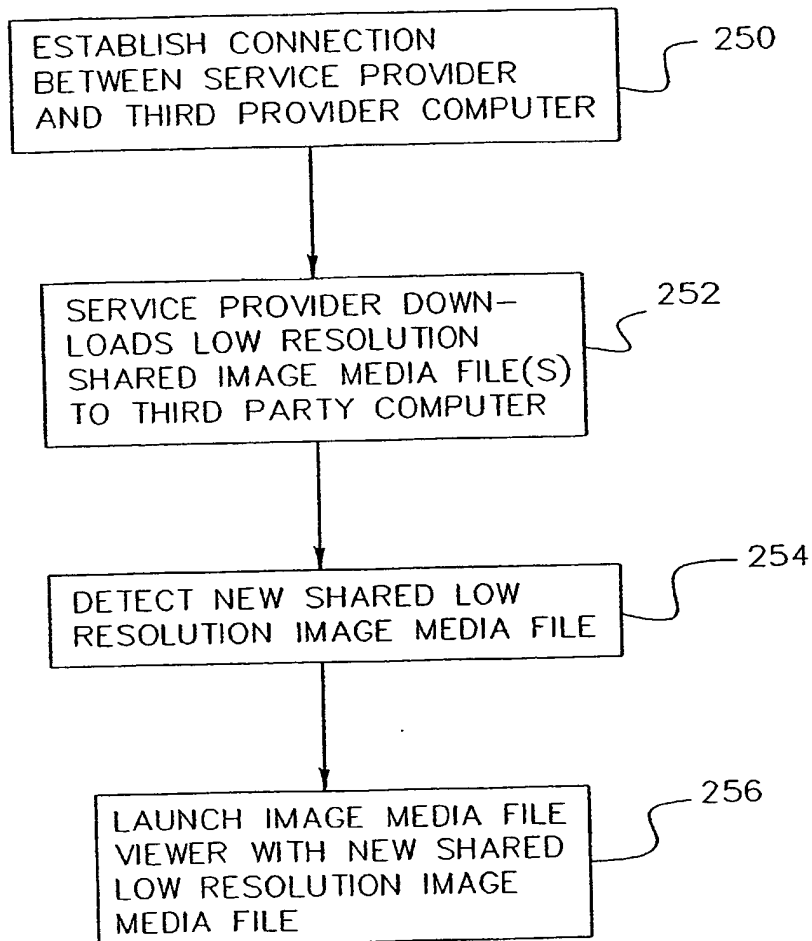 ESTABLISH CONNECTION
BETWEEN SERVICE PROVIDER
AND THIRD PROVIDER COMPUTER
250
SERVICE PROVIDER DOWN-
LOADS LOW RESOLUTION
SHARED IMAGE MEDIA FILE(S)
TO THIRD PARTY COMPUTER
252
DETECT NEW SHARED LOW
RESOLUTION IMAGE MEDIA FILE
254
LAUNCH IMAGE MEDIA FILE
VIEWER WITH NEW SHARED
LOW RESOLUTION IMAGE
MEDIA FILE
256